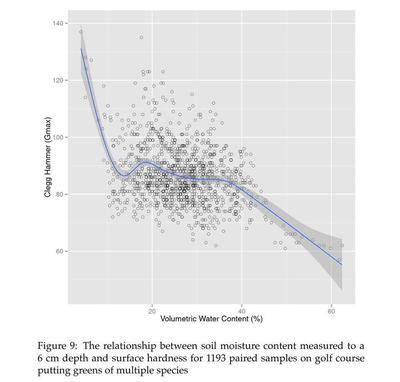 140
120
100
80
60
Clegg Hammer (Gmax)
20
40
60
Volumetric Water Content (%)
Figure 9: The relationship between soil moisture content measured to a
6 cm depth and surface hardness for 1193 paired samples on golf course
putting greens of multiple species